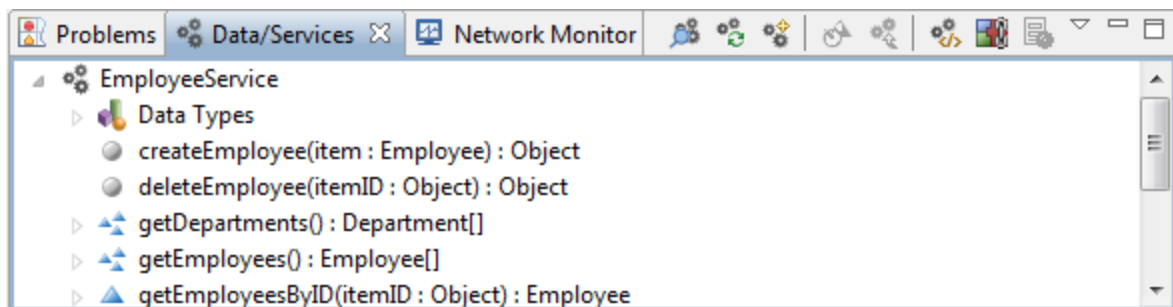 Problems Data/Services Network Monitor
EmployeeService
Data Types
createEmployee(item : Employee) : Object
deleteEmployee(itemID : Object) : Object
getDepartments() : Department[]
getEmployees() : Employee[]
getEmployeesByID(itemID : Object) : Employee